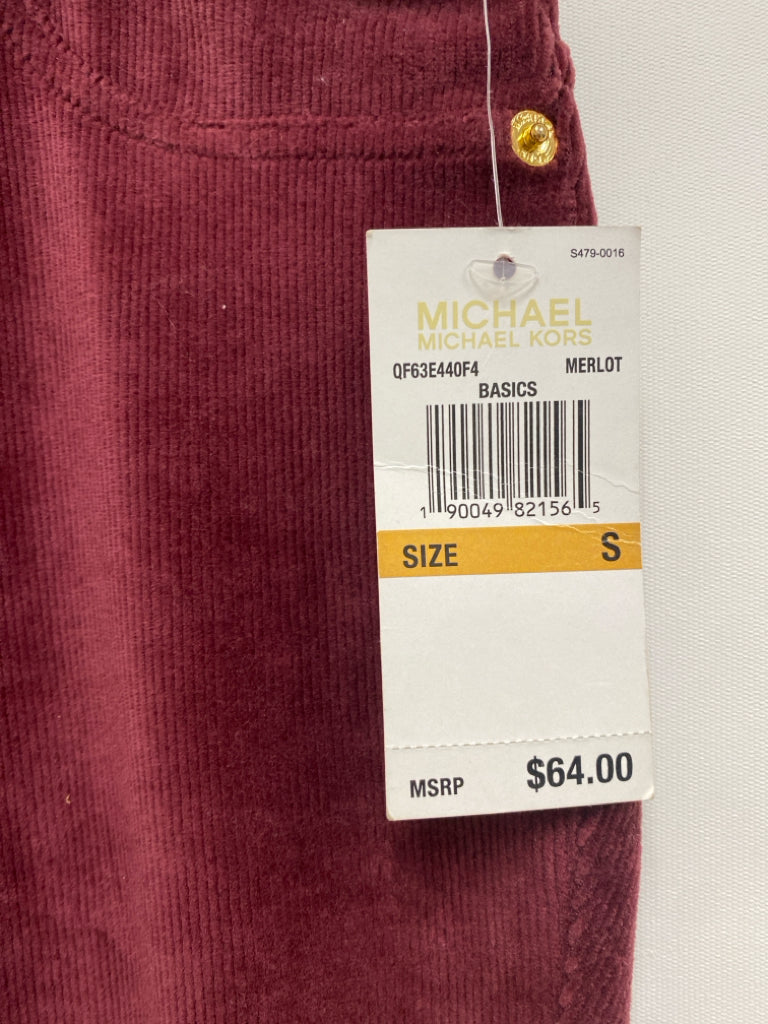 S479-0016
MICHAEL
MICHAEL KORS
QF63E440F4 MERLOT
BASICS
1 90049 82156 5
SIZE S
MSRP $64.00